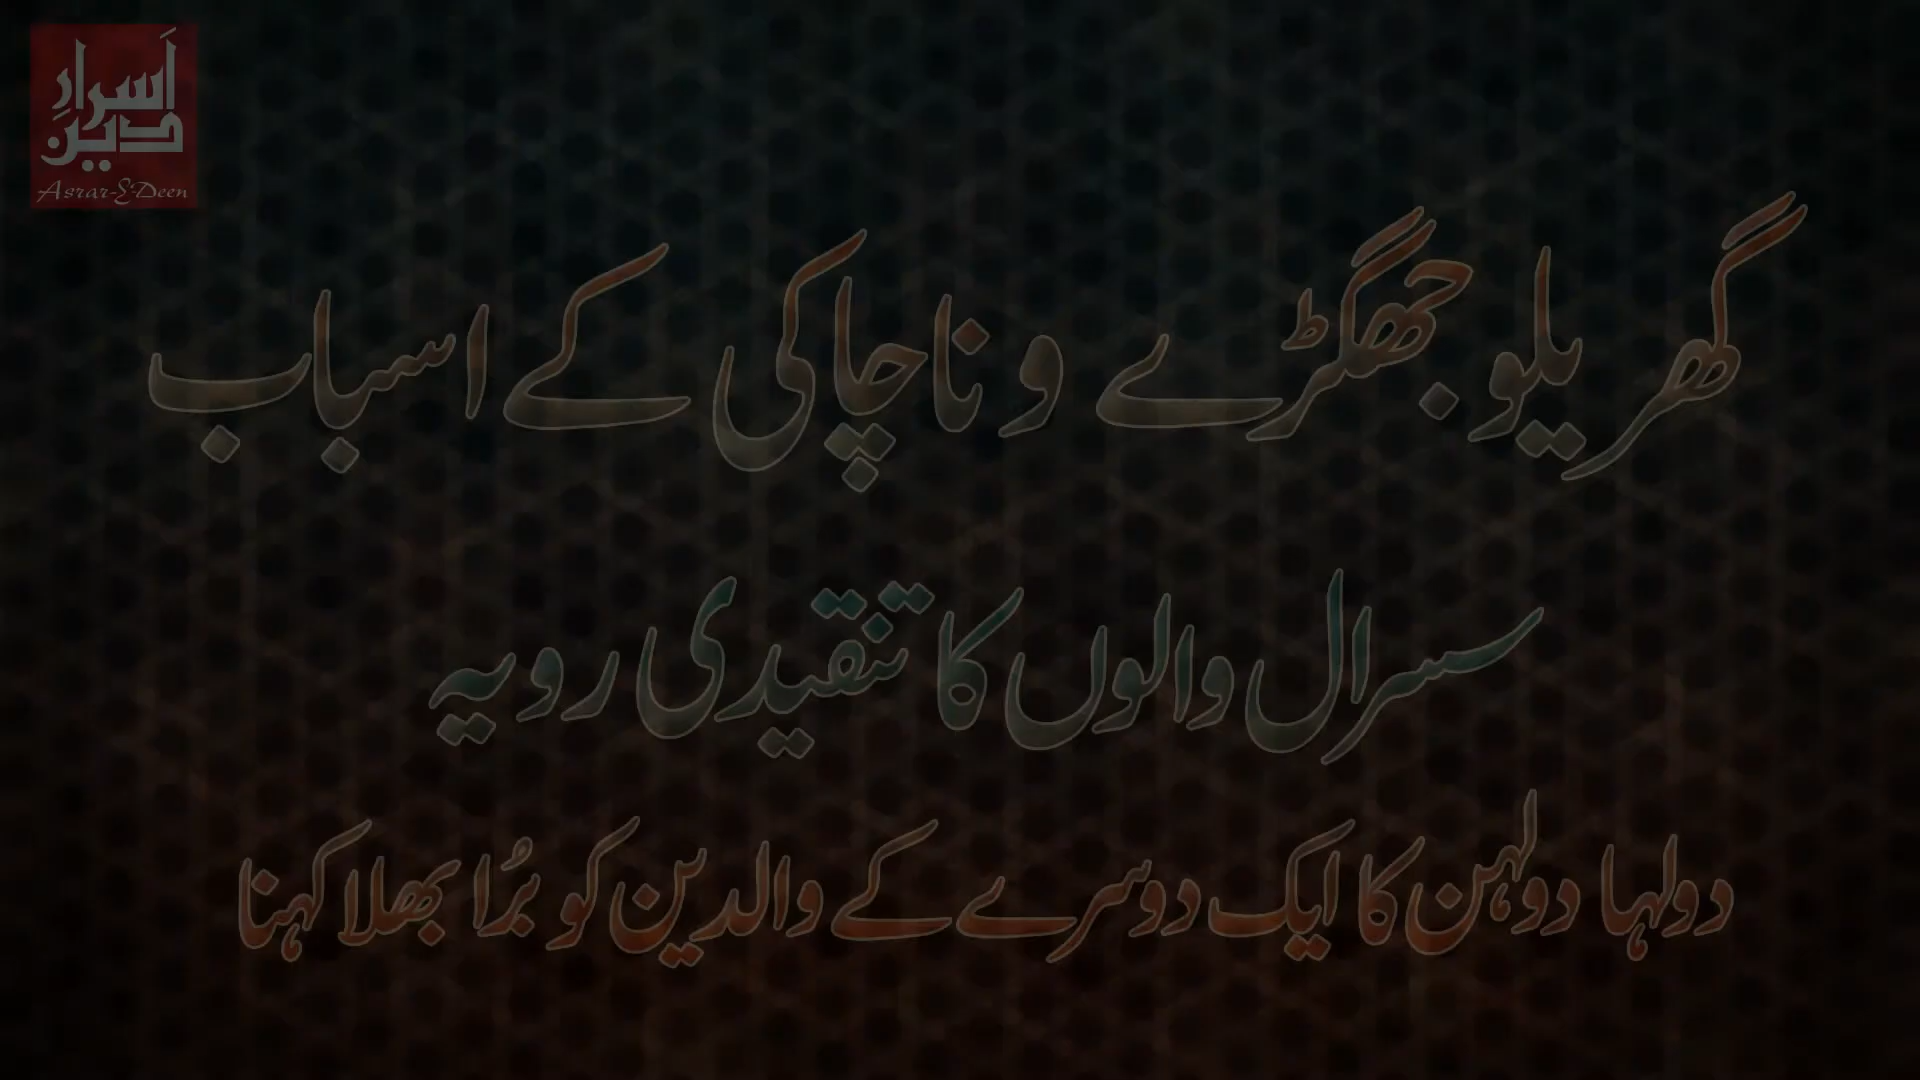 اَسرارِ
دین
Asrar-E-Deen
گھریلو جھگڑے و ناچاکی کے اسباب
سسرال والوں کا تنقیدی رویہ
دولہا دولہن کا ایک دوسرے کے والدین کو بُرا بھلا کہنا